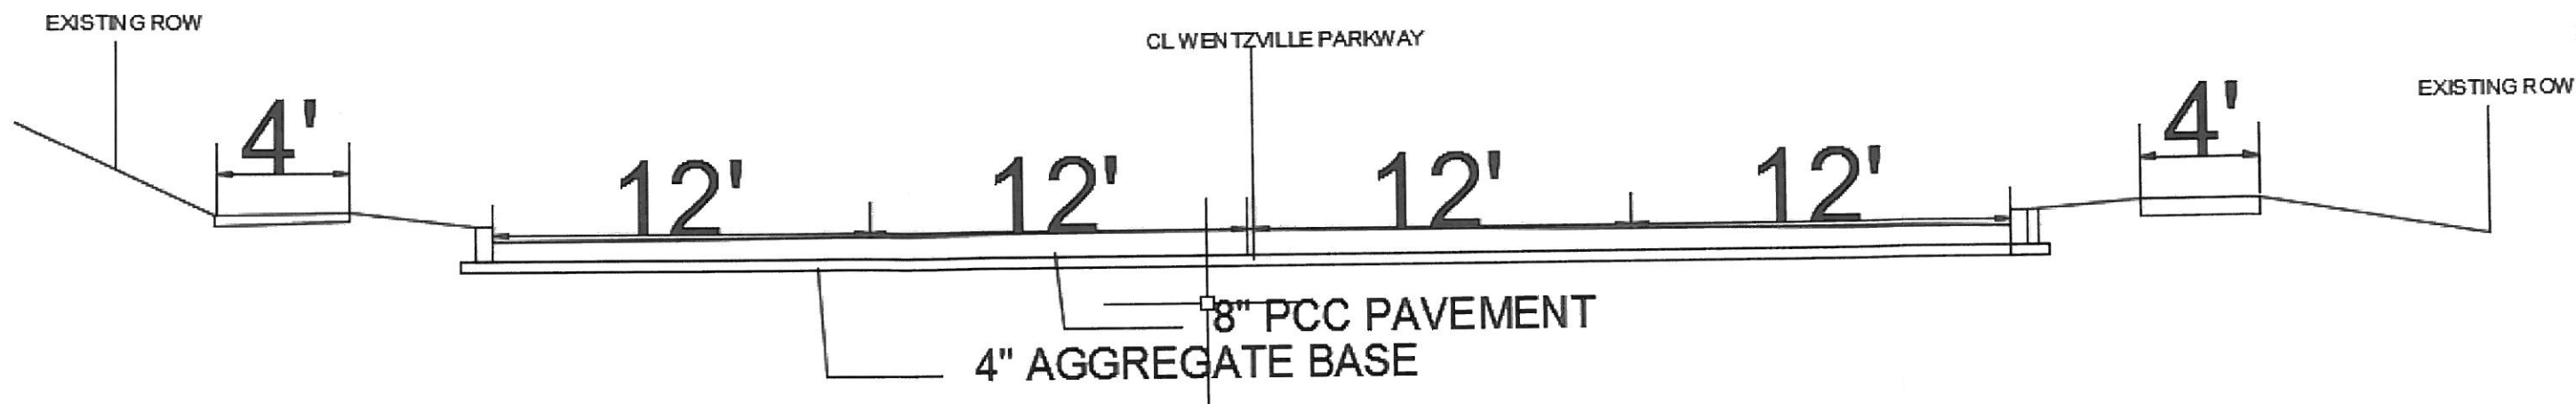 EXISTING ROW
CL WENTZVILLE PARKWAY
EXISTING ROW
4'
12'
12'
12'
12'
4'
8" PCC PAVEMENT
4" AGGREGATE BASE